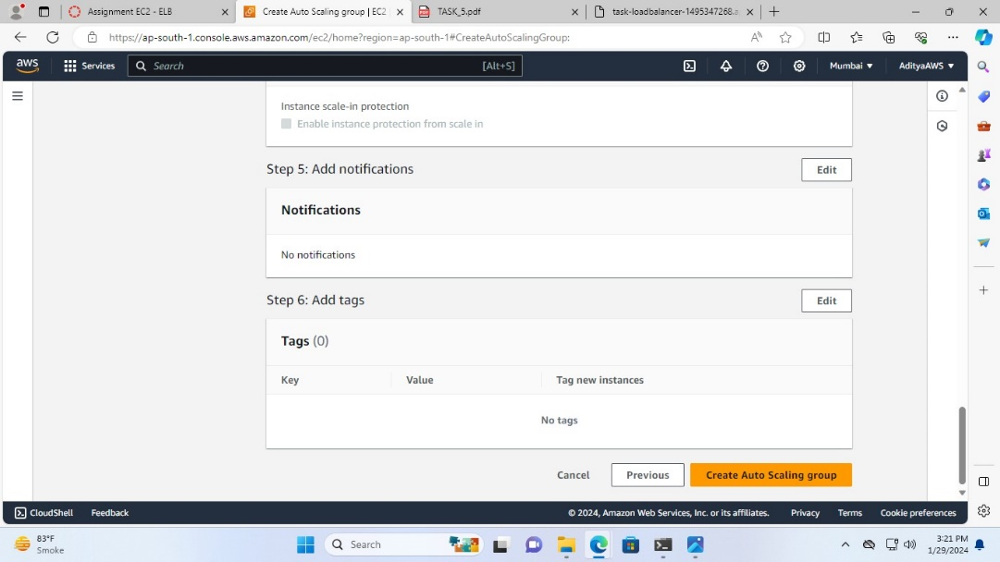 Assignment EC2 - ELB
Create Auto Scaling group | EC2
TASK_5.pdf
task-loadbalancer-1495347268.a
https://ap-south-1.console.aws.amazon.com/ec2/home?region=ap-south-1#CreateAutoScalingGroup:
aws
Services
Search
[Alt+S]
Mumbai
AdityaAWS
Instance scale-in protection
Enable instance protection from scale in
Step 5: Add notifications
Edit
Notifications
No notifications
Step 6: Add tags
Edit
Tags (0)
Key
Value
Tag new instances
No tags
Cancel
Previous
Create Auto Scaling group
CloudShell
Feedback
© 2024, Amazon Web Services, Inc. or its affiliates.
Privacy
Terms
Cookie preferences
83°F
Smoke
Search
3:21 PM
1/29/2024